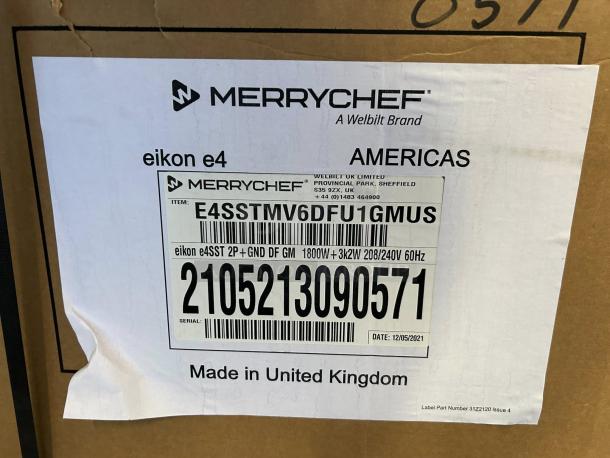 0571
MERRYCHEF®
A Welbilt Brand
eikon e4 AMERICAS
MERRYCHEF®
WELBILT UK LIMITED
PROVINCIAL PARK, SHEFFIELD
S35 9ZX, UK
+44 (0)1483 464900
ITEM: E4SSTMV6DFU1GMUS
eikon e4SST 2P+GND DF GM 1800W+3k2W 208/240V 60Hz
2105213090571
SERIAL:
DATE: 12/05/2021
Made in United Kingdom
Label Part Number 31Z2120 Issue 4